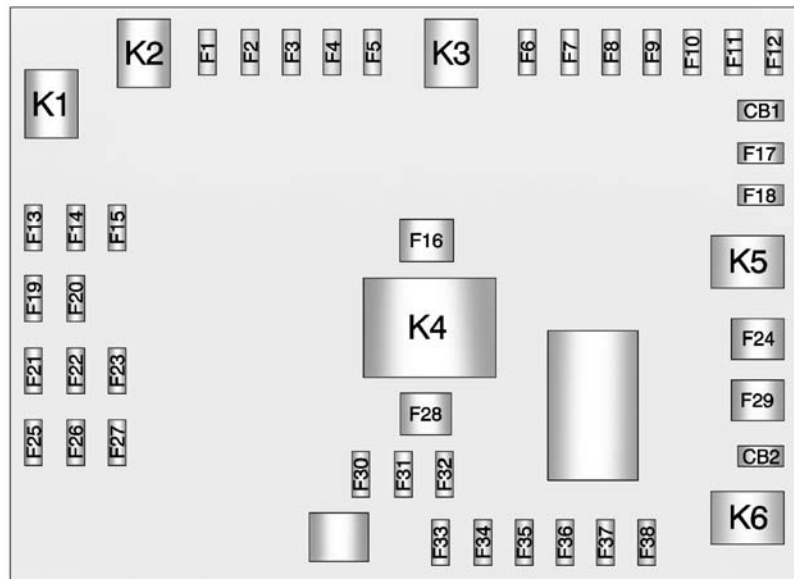 K2 F1 F2 F3 F4 F5 K3 F6 F7 F8 F9 F10 F11 F12
K1
CB1
F17
F18
F13 F14 F15
F16
K5
F19 F20
K4
F24
F21 F22 F23
F29
F28
F25 F26 F27
CB2
F30 F31 F32
K6
F33 F34 F35 F36 F37 F38